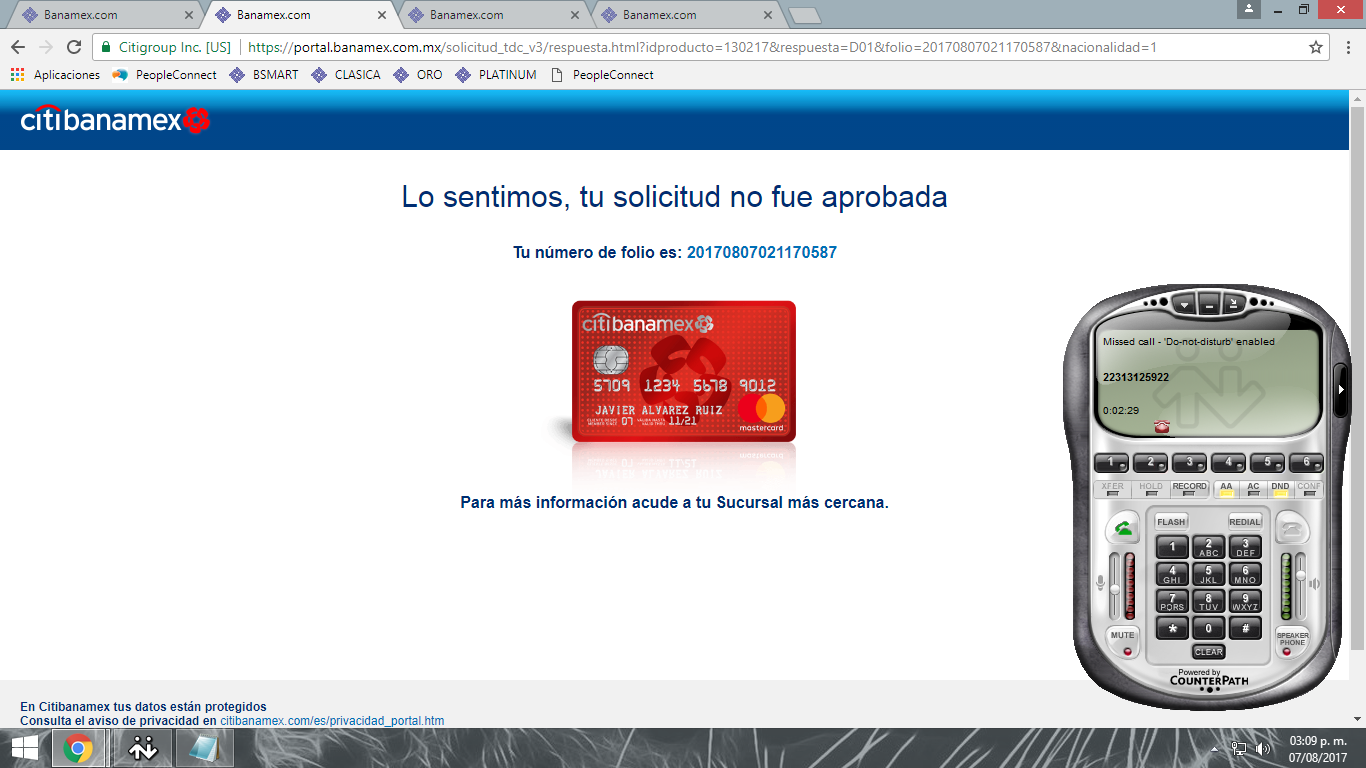 Banamex.com
Banamex.com
Banamex.com
Banamex.com
Citigroup Inc. [US] https://portal.banamex.com.mx/solicitud_tdc_v3/respuesta.html?idproducto=130217&respuesta=D01&folio=20170807021170587&nacionalidad=1
Aplicaciones PeopleConnect BSMART CLASICA ORO PLATINUM PeopleConnect
citibanamex
Lo sentimos, tu solicitud no fue aprobada
Tu número de folio es: 20170807021170587
citibanamex
5709 1234 5678 9012
JAVIER ALVAREZ RUIZ
07 11/21
mastercard
Para más información acude a tu Sucursal más cercana.
Missed call - 'Do-not-disturb' enabled
22313125922
0:02:29
1 2 3 4 5 6
XFER HOLD RECORD AA AC DND CONF
FLASH REDIAL
1 2 ABC 3 DEF
4 GHI 5 JKL 6 MNO
7 PQRS 8 TUV 9 WXYZ
* 0 #
MUTE
SPEAKER PHONE
CLEAR
Powered by
COUNTERPATH
En Citibanamex tus datos están protegidos
Consulta el aviso de privacidad en citibanamex.com/es/privacidad_portal.htm
03:09 p. m.
07/08/2017